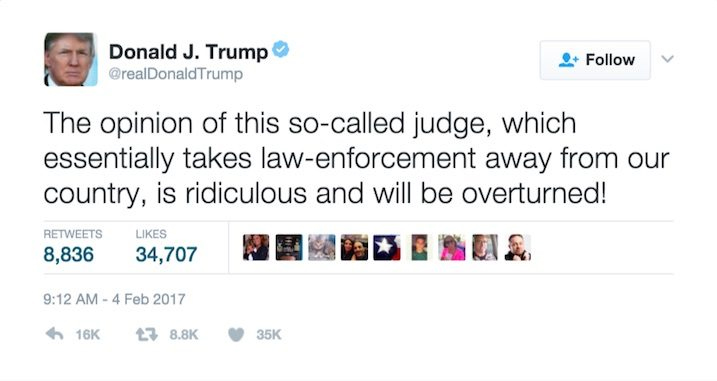 Donald J. Trump
@realDonaldTrump
Follow
The opinion of this so-called judge, which
essentially takes law-enforcement away from our
country, is ridiculous and will be overturned!
RETWEETS LIKES
8,836 34,707
9:12 AM - 4 Feb 2017
16K 8.8K 35K